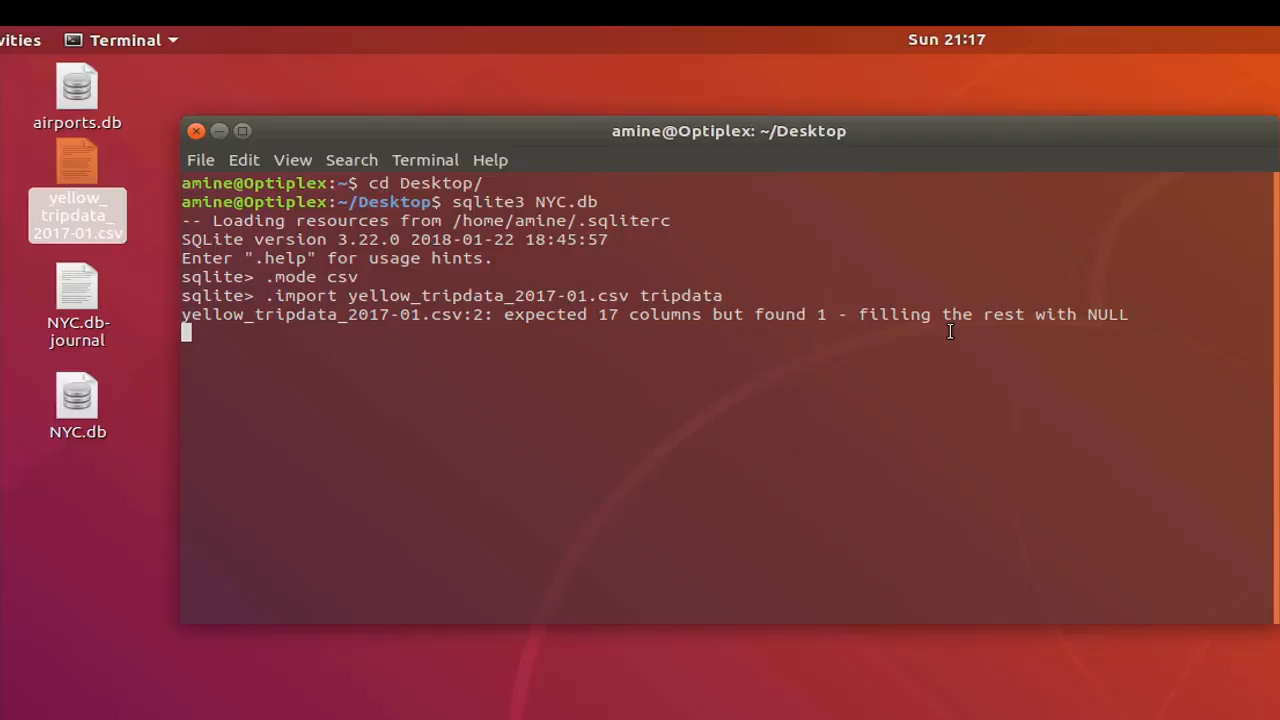 vities
Terminal
Sun 21:17
airports.db
yellow_
tripdata_
2017-01.csv
NYC.db-
journal
NYC.db
amine@Optiplex: ~/Desktop
File Edit View Search Terminal Help
amine@Optiplex:~$ cd Desktop/
amine@Optiplex:~/Desktop$ sqlite3 NYC.db
-- Loading resources from /home/amine/.sqliterc
SQLite version 3.22.0 2018-01-22 18:45:57
Enter ".help" for usage hints.
sqlite> .mode csv
sqlite> .import yellow_tripdata_2017-01.csv tripdata
yellow_tripdata_2017-01.csv:2: expected 17 columns but found 1 - filling the rest with NULL